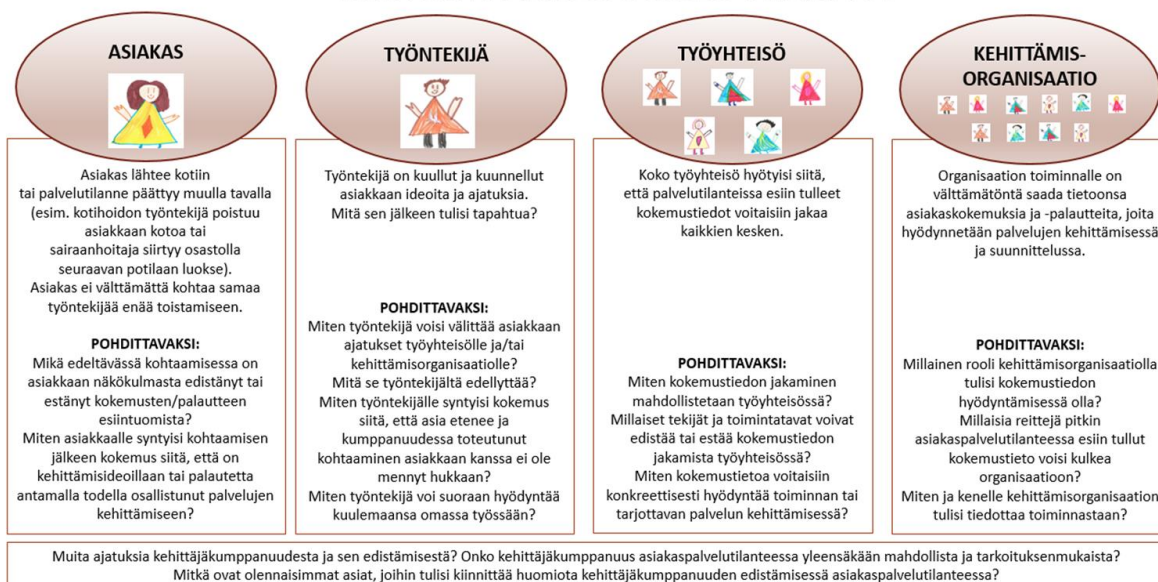 ASIAKAS
Asiakas lähtee kotiin
tai palvelutilanne päättyy muulla tavalla
(esim. kotihoidon työntekijä poistuu
asiakkaan kotoa tai
sairaanhoitaja siirtyy osastolla
seuraavan potilaan luokse).
Asiakas ei välttämättä kohtaa samaa
työntekijää enää toistamiseen.
POHDITTAVAKSI:
Mikä edeltävässä kohtaamisessa on
asiakkaan näkökulmasta edistänyt tai
estänyt kokemusten/palautteen
esiintuomista?
Miten asiakkaalle syntyisi kohtaamisen
jälkeen kokemus siitä, että on
kehittämisideoillaan tai palautetta
antamalla todella osallistunut palvelujen
kehittämiseen?
TYÖNTEKIJÄ
Työntekijä on kuullut ja kuunnellut
asiakkaan ideoita ja ajatuksia.
Mitä sen jälkeen tulisi tapahtua?
POHDITTAVAKSI:
Miten työntekijä voisi välittää asiakkaan
ajatukset työyhteisölle ja/tai
kehittämisorganisaatiolle?
Mitä se työntekijältä edellyttää?
Miten työntekijälle syntyisi kokemus
siitä, että asia etenee ja
kumppanuudessa toteutunut
kohtaaminen asiakkaan kanssa ei ole
mennyt hukkaan?
Miten työntekijä voi suoraan hyödyntää
kuulemaansa omassa työssään?
TYÖYHTEISÖ
Koko työyhteisö hyötyisi siitä,
että palvelutilanteissa esiin tulleet
kokemustiedot voitaisiin jakaa
kaikkien kesken.
POHDITTAVAKSI:
Miten kokemustiedon jakaminen
mahdollistetaan työyhteisössä?
Millaiset tekijät ja toimintatavat voivat
edistää tai estää kokemustiedon
jakamista työyhteisössä?
Miten kokemustietoa voitaisiin
konkreettisesti hyödyntää toiminnan tai
tarjottavan palvelun kehittämisessä?
KEHITTÄMIS-
ORGANISAATIO
Organisaation toiminnalle on
välttämätöntä saada tietoonsa
asiakaskokemuksia ja -palautteita, joita
hyödynnetään palvelujen kehittämisessä
ja suunnittelussa.
POHDITTAVAKSI:
Millainen rooli kehittämisorganisaatiolla
tulisi kokemustiedon
hyödyntämisessä olla?
Millaisia reittejä pitkin
asiakaspalvelutilanteessa esiin tullut
kokemustieto voisi kulkea
organisaatioon?
Miten ja kenelle kehittämisorganisaation
tulisi tiedottaa toiminnastaan?
Muita ajatuksia kehittäjäkumppanuudesta ja sen edistämisestä? Onko kehittäjäkumppanuus asiakaspalvelutilanteessa yleensäkään mahdollista ja tarkoituksenmukaista?
Mitkä ovat olennaisimmat asiat, joihin tulisi kiinnittää huomiota kehittäjäkumppanuuden edistämisessä asiakaspalvelutilanteessa?